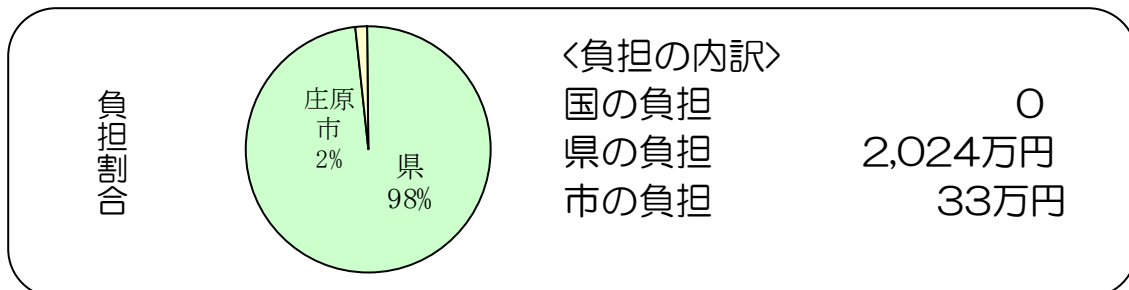 負担割合
庄原
市
2%
県
98%
<負担の内訳>
国の負担 0
県の負担 2,024万円
市の負担 33万円